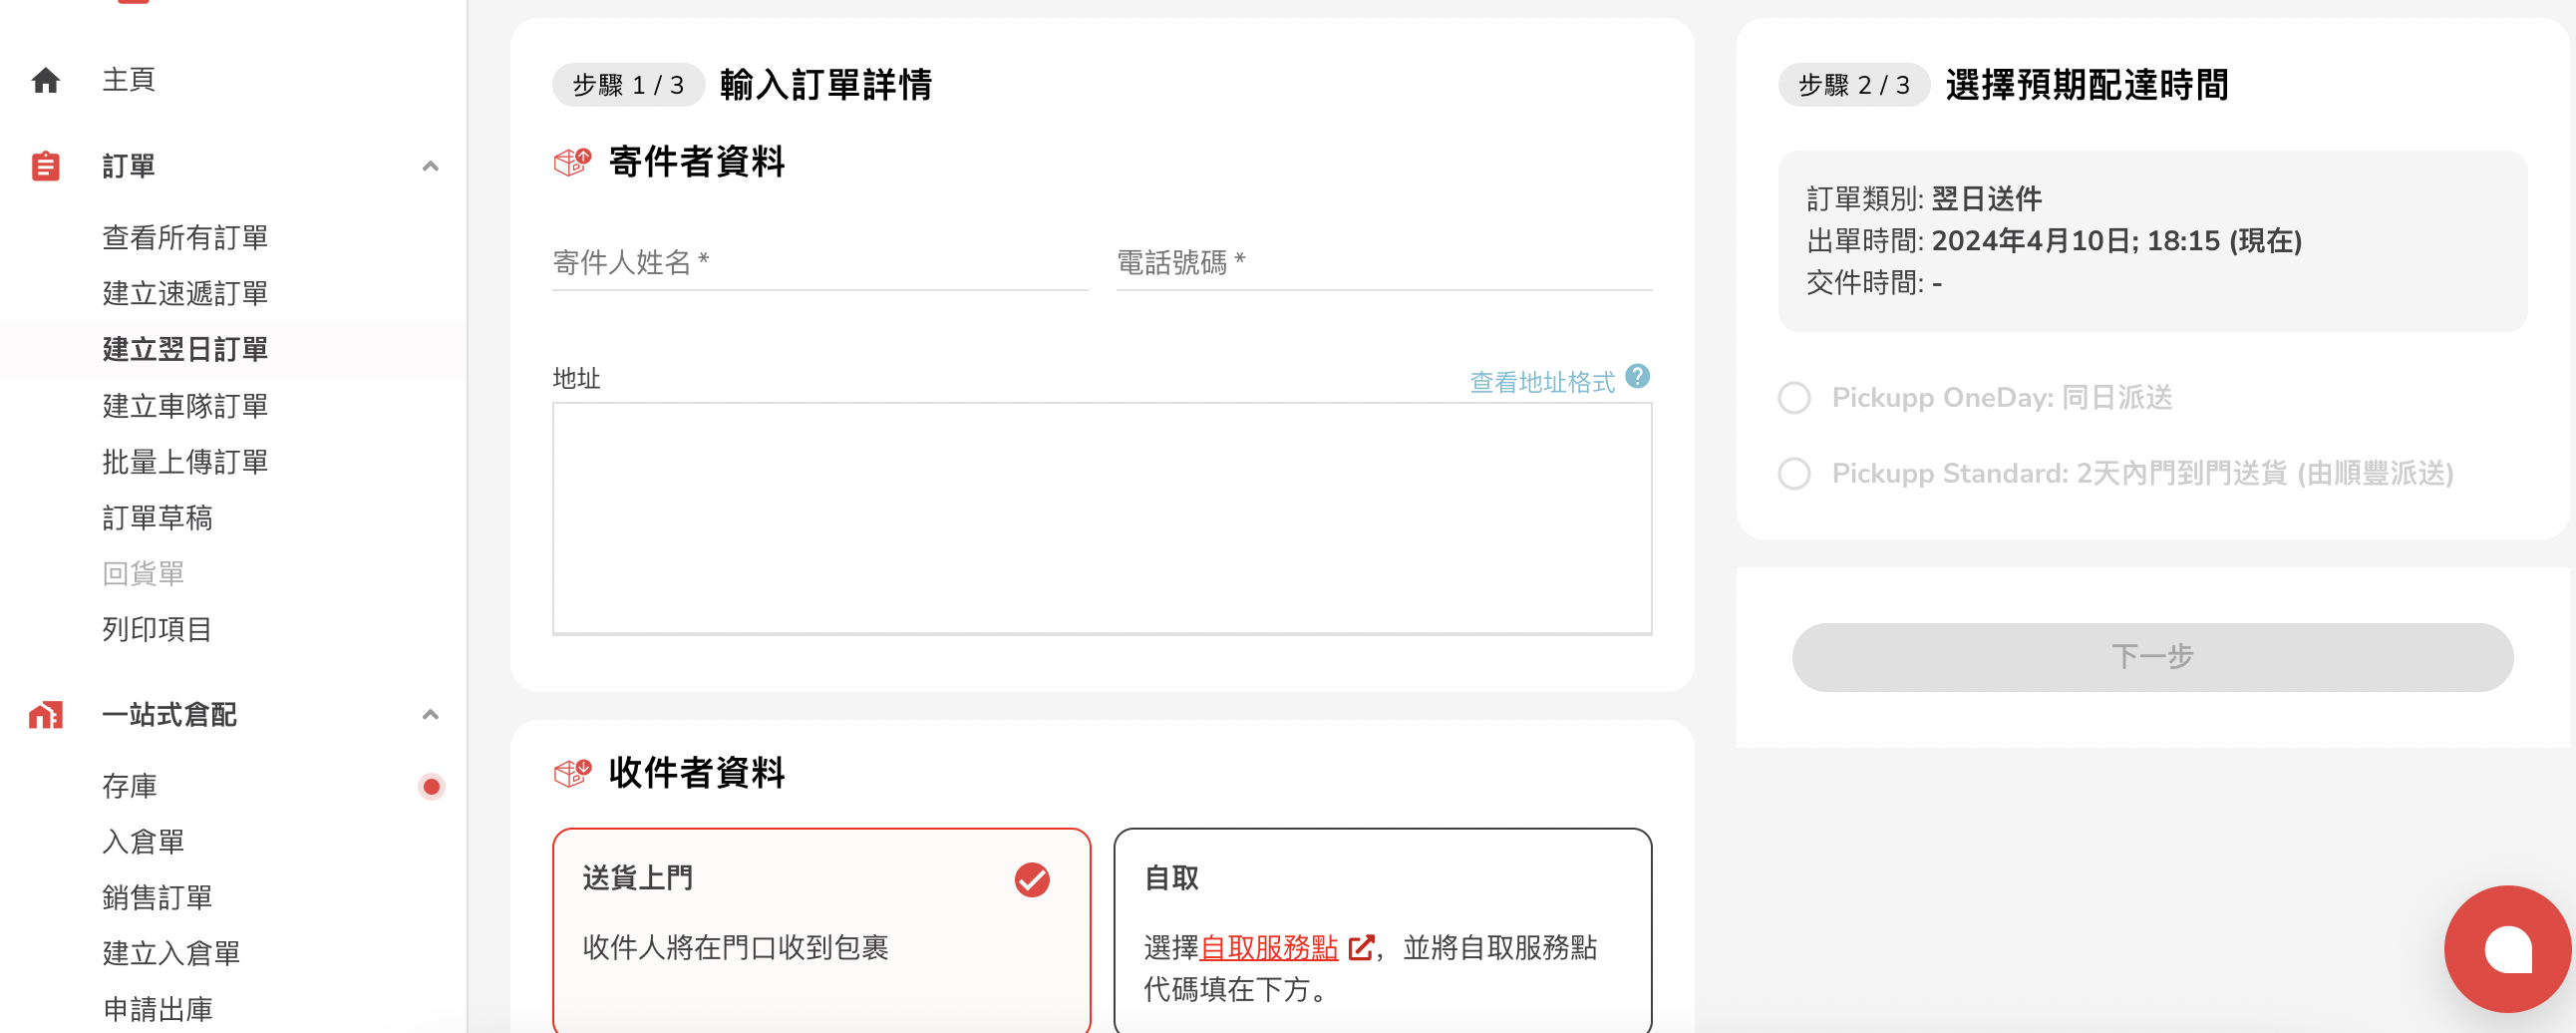 主頁
訂單
查看所有訂單
建立速遞訂單
建立翌日訂單
建立車隊訂單
批量上傳訂單
訂單草稿
回貨單
列印項目
一站式倉配
存庫
入倉單
銷售訂單
建立入倉單
申請出庫
步驟 1 / 3 輸入訂單詳情
寄件者資料
寄件人姓名 * 電話號碼 *
地址 查看地址格式 ?
收件者資料
送貨上門
收件人將在門口收到包裹
自取
選擇自取服務點，並將自取服務點
代碼填在下方。
步驟 2 / 3 選擇預期配達時間
訂單類別: 翌日送件
出單時間: 2024年4月10日; 18:15 (現在)
交件時間: -
Pickupp OneDay: 同日派送
Pickupp Standard: 2天內門到門送貨 (由順豐派送)
下一步